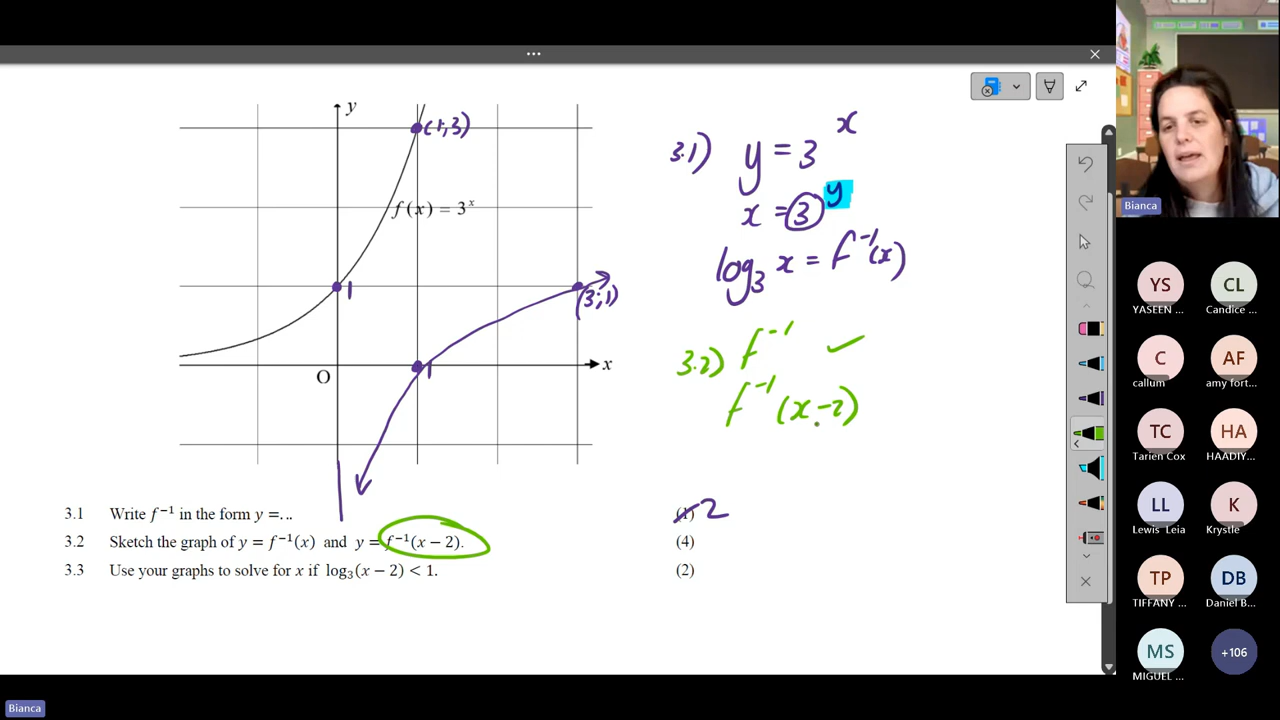 y
(1;3)
f(x) = 3ˣ
1
(3;1)
x
O
1
3.1) y = 3ˣ
x = 3ʸ
log₃ x = f⁻¹(x)
3.2) f⁻¹ ✓
f⁻¹(x-2)
3.1 Write f⁻¹ in the form y =… (1) 2
3.2 Sketch the graph of y = f⁻¹(x) and y = f⁻¹(x − 2). (4)
3.3 Use your graphs to solve for x if log₃(x − 2) < 1. (2)
Bianca
YS CL
YASEEN ... Candice ...
C AF
callum amy fort...
TC HA
Tarien Cox HAADIY...
LL K
Lewis Leia Krystle
TP DB
TIFFANY ... Daniel B...
MS +106
MIGUEL ...
Bianca